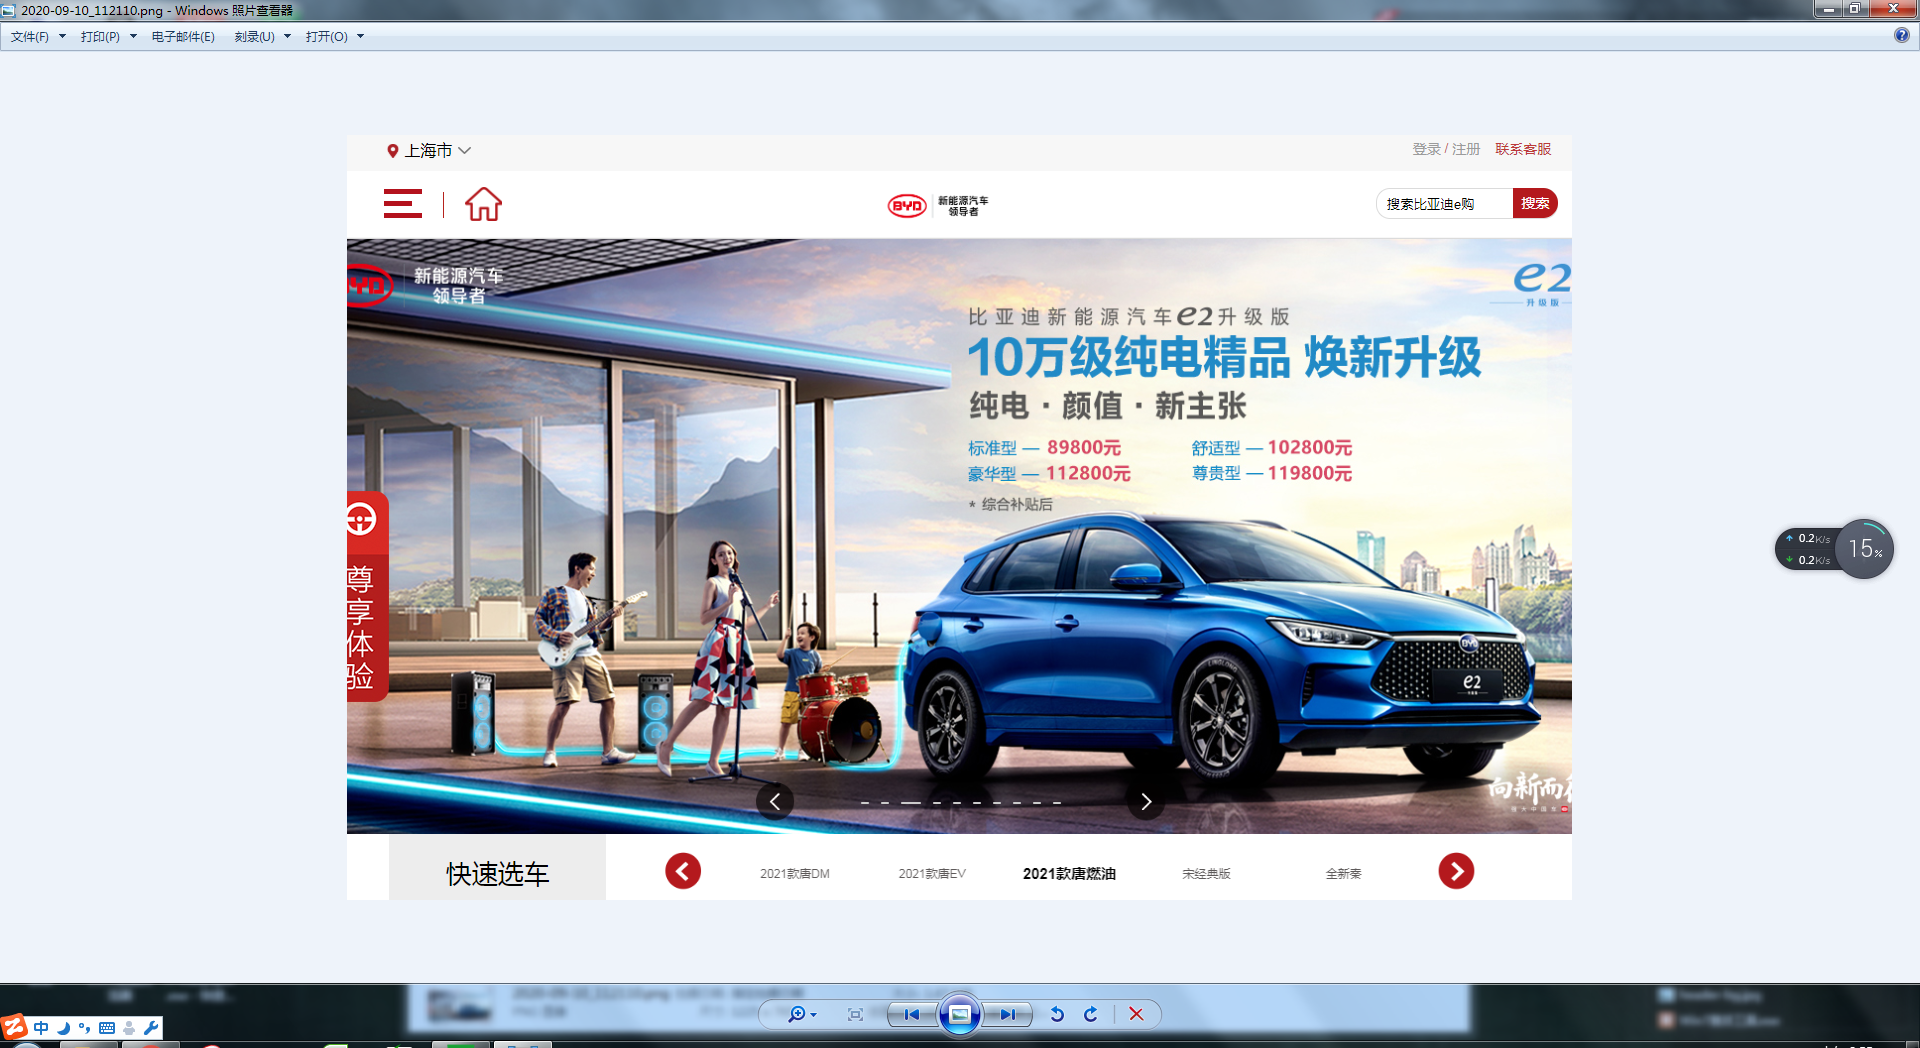 2020-09-10_112110.png - Windows 照片查看器
文件(F) 打印(P) 电子邮件(E) 刻录(U) 打开(O)
上海市 登录 / 注册 联系客服
BYD 新能源汽车
领导者
搜索比亚迪e购 搜索
BYD 新能源汽车
领导者
e2
升级版
比亚迪新能源汽车e2升级版
10万级纯电精品 焕新升级
纯电·颜值·新主张
标准型 — 89800元 舒适型 — 102800元
豪华型 — 112800元 尊贵型 — 119800元
* 综合补贴后
尊享体验
0.2K/s
0.2K/s
15%
BYD
e2
向新而行
快速选车 2021款唐DM 2021款唐EV 2021款唐燃油 宋经典版 全新秦
中